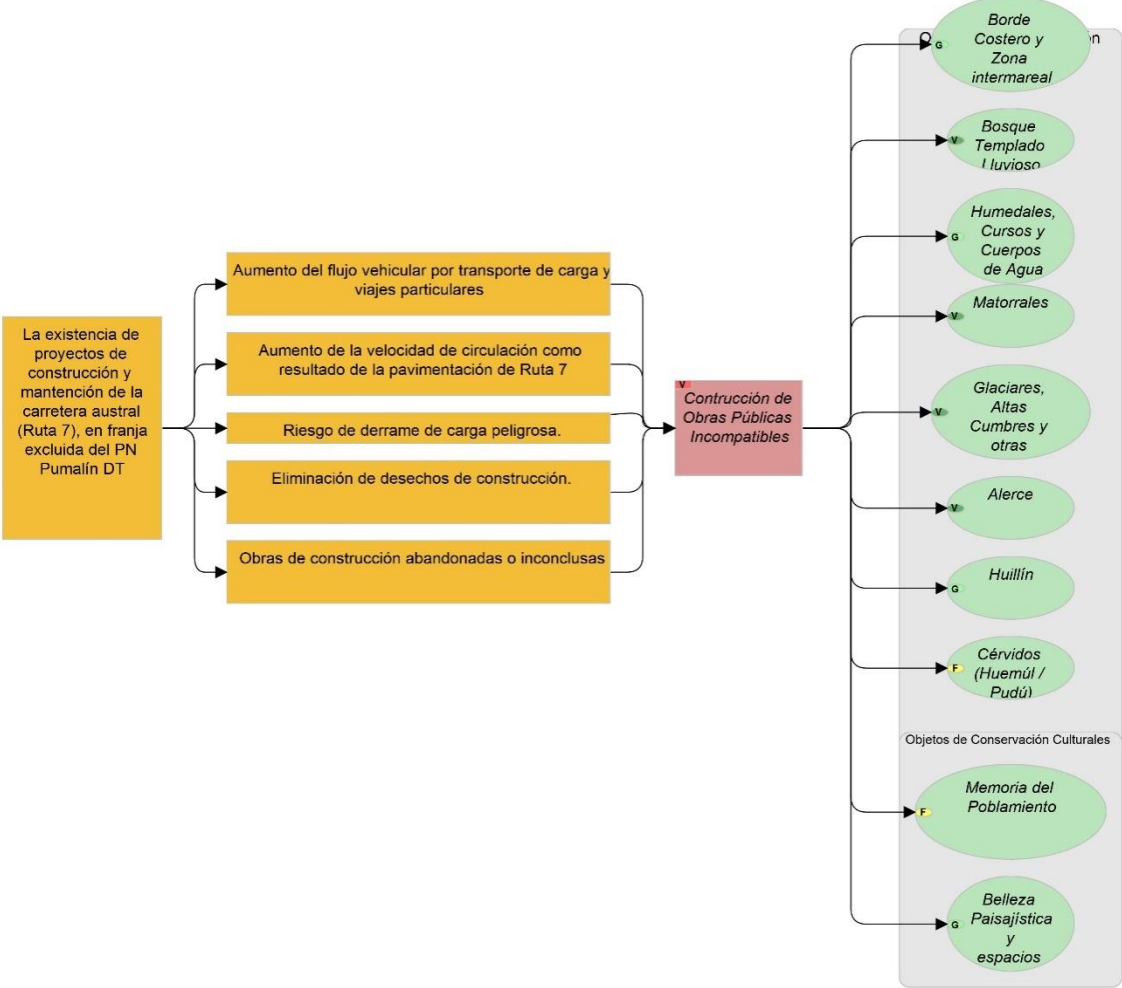 La existencia de
proyectos de
construcción y
mantención de la
carretera austral
(Ruta 7), en franja
excluida del PN
Pumalín DT
Aumento del flujo vehicular por transporte de carga y
viajes particulares
Aumento de la velocidad de circulación como
resultado de la pavimentación de Ruta 7
Riesgo de derrame de carga peligrosa.
Eliminación de desechos de construcción.
Obras de construcción abandonadas o inconclusas
V
Contrucción de
Obras Públicas
Incompatibles
Borde
Costero y
Zona
intermareal
G
Bosque
Templado
Lluvioso
V
Humedales,
Cursos y
Cuerpos
de Agua
G
Matorrales
V
Glaciares,
Altas
Cumbres y
otras
V
Alerce
V
Huillín
G
Cérvidos
(Huemúl /
Pudú)
F
Objetos de Conservación Culturales
Memoria del
Poblamiento
F
Belleza
Paisajística
y
espacios
G